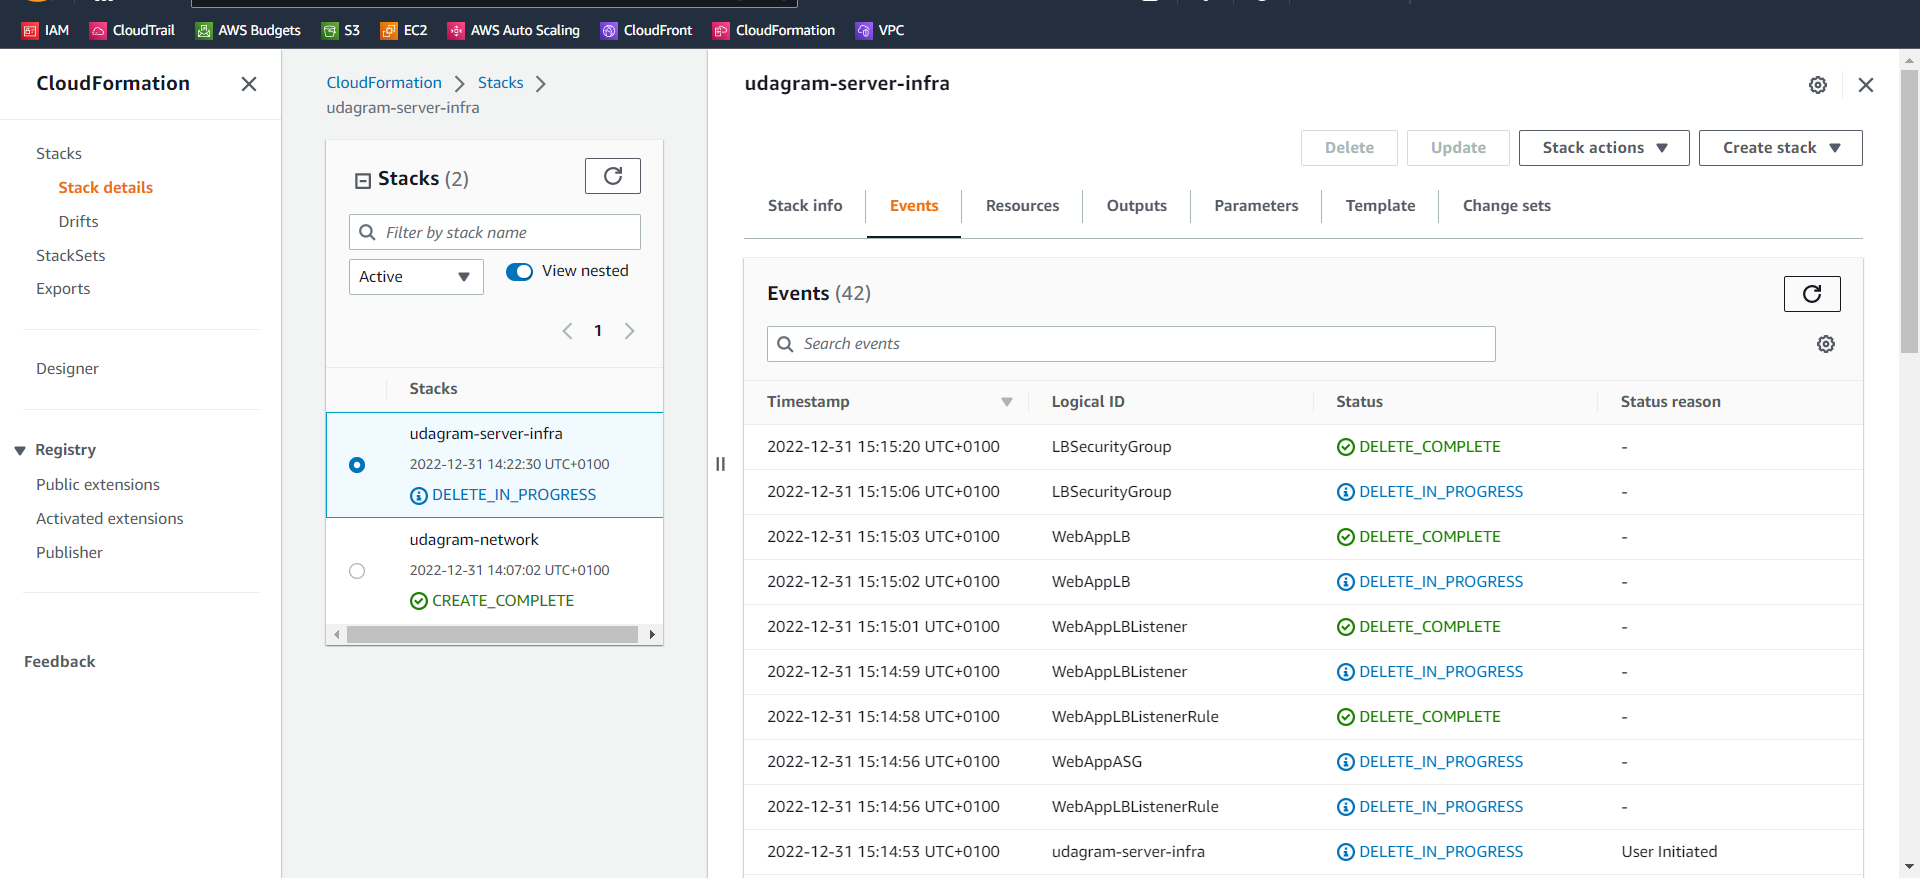 IAM CloudTrail AWS Budgets S3 EC2 AWS Auto Scaling CloudFront CloudFormation VPC
CloudFormation
Stacks
Stack details
Drifts
StackSets
Exports
Designer
Registry
Public extensions
Activated extensions
Publisher
Feedback
CloudFormation Stacks
udagram-server-infra
Stacks (2)
Filter by stack name
Active View nested
1
Stacks
udagram-server-infra
2022-12-31 14:22:30 UTC+0100
DELETE_IN_PROGRESS
udagram-network
2022-12-31 14:07:02 UTC+0100
CREATE_COMPLETE
udagram-server-infra
Delete Update Stack actions Create stack
Stack info Events Resources Outputs Parameters Template Change sets
Events (42)
Search events
Timestamp Logical ID Status Status reason
2022-12-31 15:15:20 UTC+0100 LBSecurityGroup DELETE_COMPLETE -
2022-12-31 15:15:06 UTC+0100 LBSecurityGroup DELETE_IN_PROGRESS -
2022-12-31 15:15:03 UTC+0100 WebAppLB DELETE_COMPLETE -
2022-12-31 15:15:02 UTC+0100 WebAppLB DELETE_IN_PROGRESS -
2022-12-31 15:15:01 UTC+0100 WebAppLBListener DELETE_COMPLETE -
2022-12-31 15:14:59 UTC+0100 WebAppLBListener DELETE_IN_PROGRESS -
2022-12-31 15:14:58 UTC+0100 WebAppLBListenerRule DELETE_COMPLETE -
2022-12-31 15:14:56 UTC+0100 WebAppASG DELETE_IN_PROGRESS -
2022-12-31 15:14:56 UTC+0100 WebAppLBListenerRule DELETE_IN_PROGRESS -
2022-12-31 15:14:53 UTC+0100 udagram-server-infra DELETE_IN_PROGRESS User Initiated